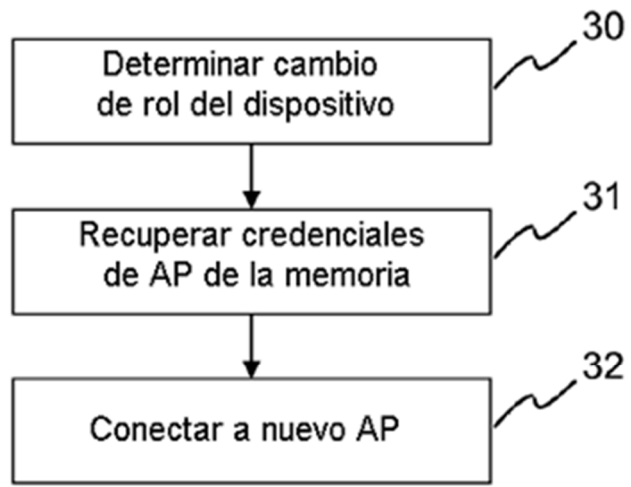 Determinar cambio
de rol del dispositivo
30
Recuperar credenciales
de AP de la memoria
31
Conectar a nuevo AP
32